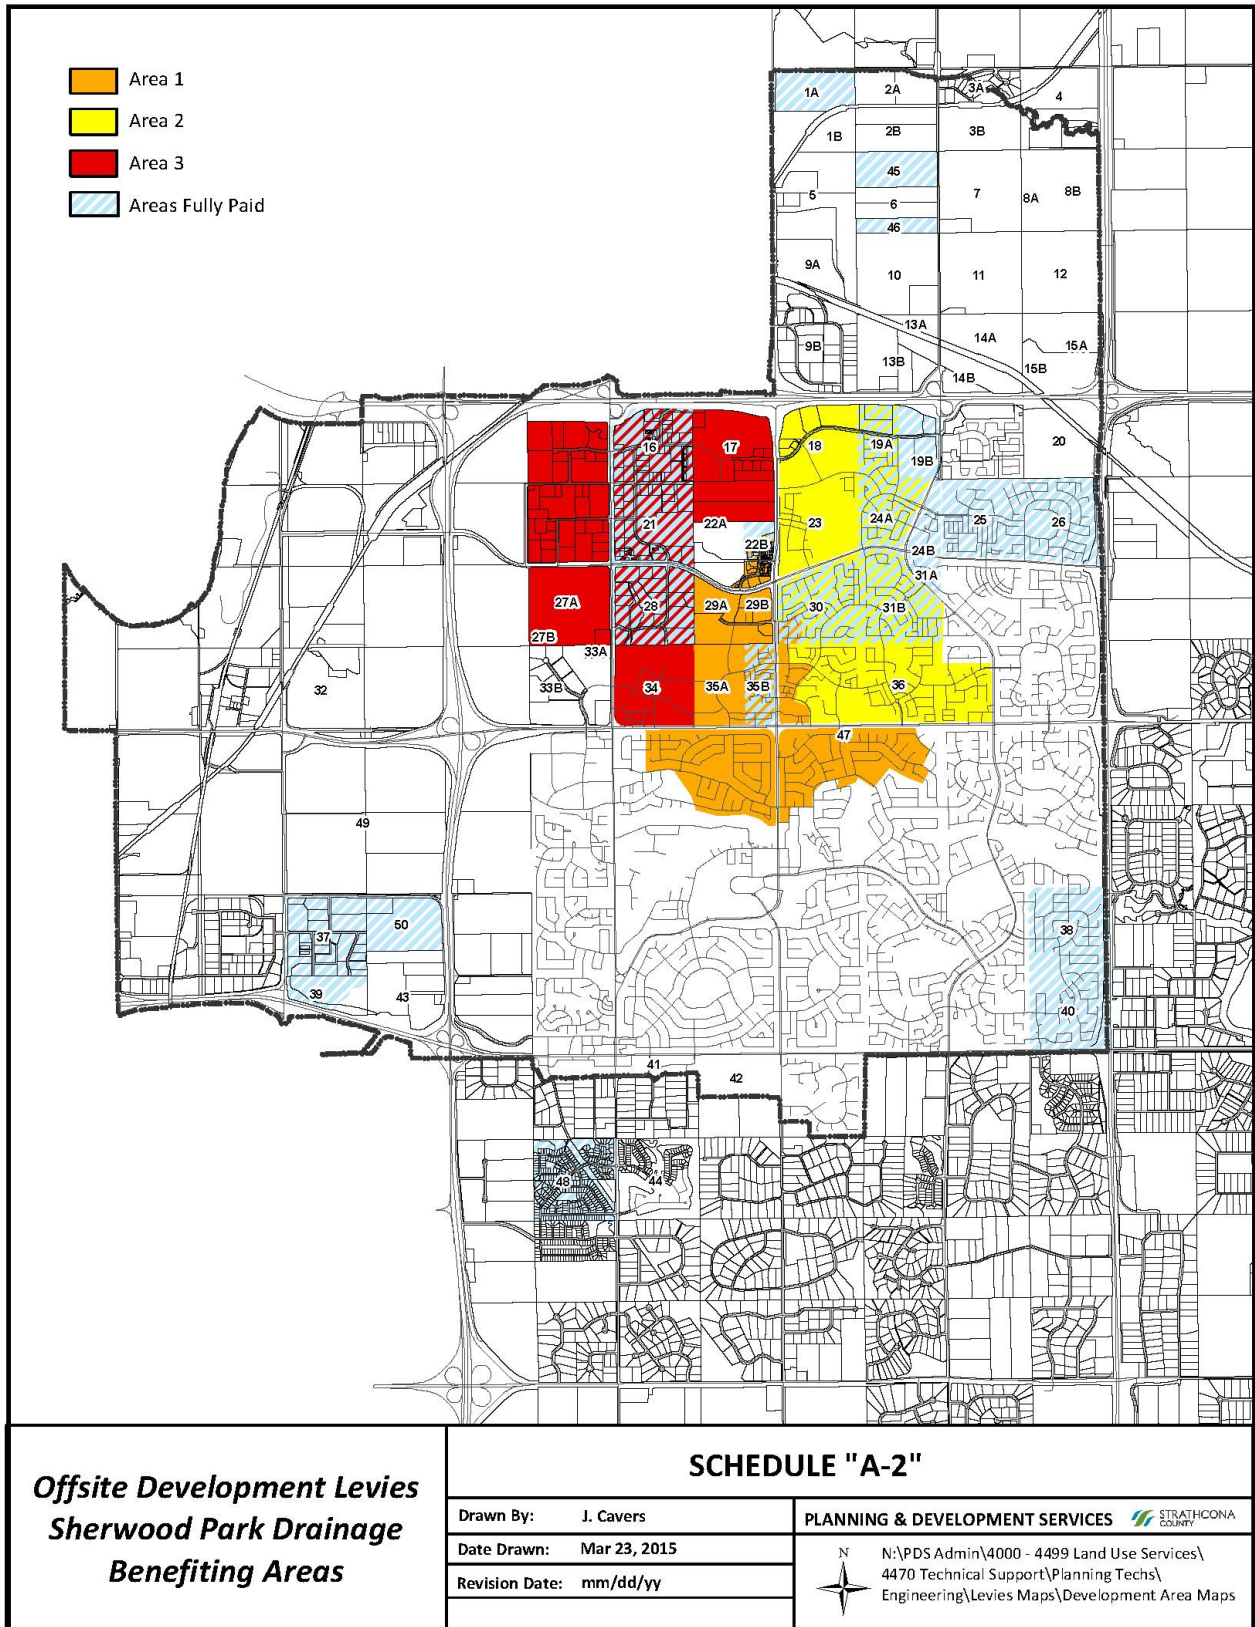 Area 1
Area 2
Area 3
Areas Fully Paid
1A
2A
3A
4
1B
2B
3B
45
5
6
7
8A
8B
46
9A
10
11
12
13A
14A
15A
9B
13B
14B
15B
16
17
18
19A
19B
20
21
22A
22B
23
24A
24B
25
26
27A
27B
28
29A
29B
30
31A
31B
32
33A
33B
34
35A
35B
36
47
49
50
37
39
43
38
40
41
42
48
44
Offsite Development Levies
Sherwood Park Drainage
Benefiting Areas
SCHEDULE "A-2"
Drawn By: J. Cavers
Date Drawn: Mar 23, 2015
Revision Date: mm/dd/yy
PLANNING & DEVELOPMENT SERVICES
STRATHCONA
COUNTY
N
N:\PDS Admin\4000 - 4499 Land Use Services\
4470 Technical Support\Planning Techs\
Engineering\Levies Maps\Development Area Maps